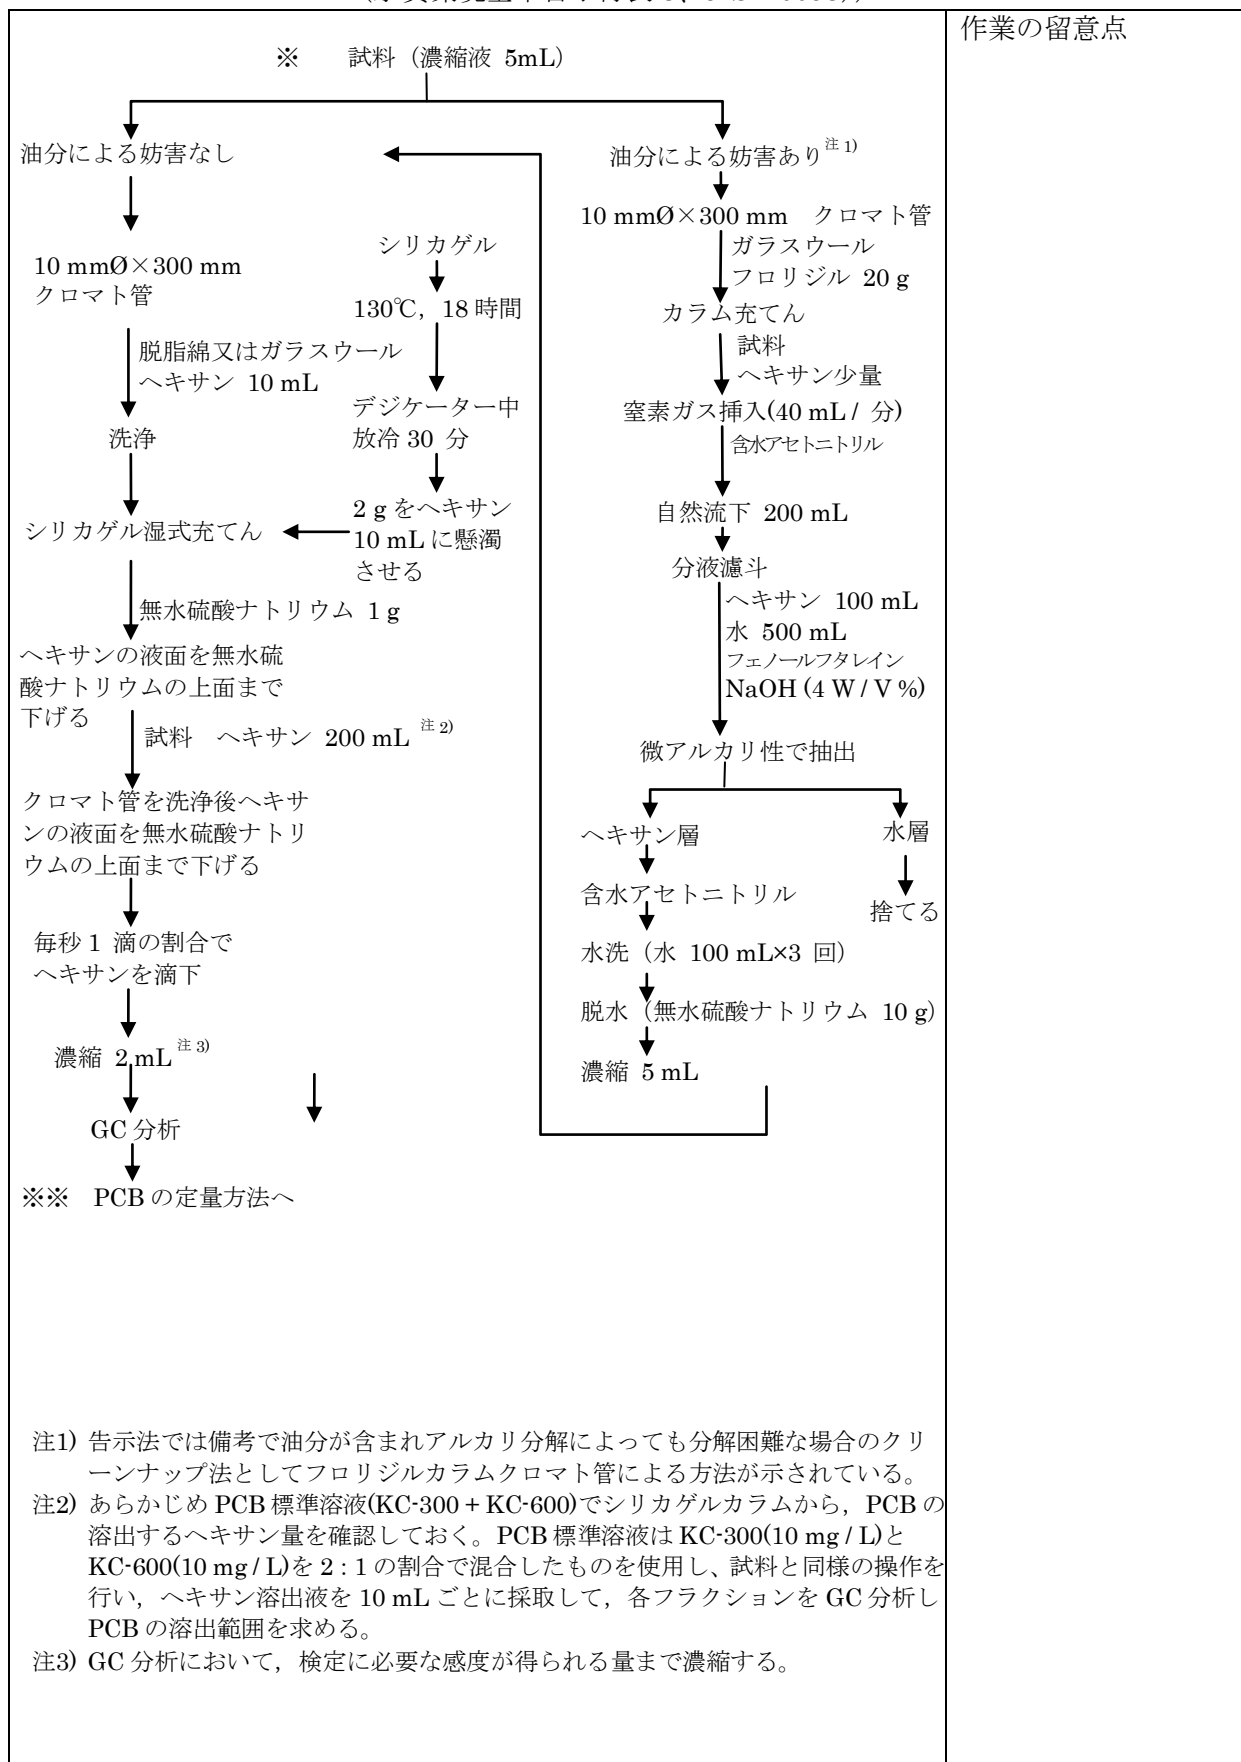 作業の留意点
※ 試料（濃縮液 5mL）
油分による妨害なし
10 mmØ×300 mm
クロマト管
脱脂綿又はガラスウール
ヘキサン 10 mL
洗浄
シリカゲル湿式充てん
シリカゲル
130℃，18 時間
デジケーター中
放冷 30 分
2 g をヘキサン
10 mL に懸濁
させる
無水硫酸ナトリウム 1 g
ヘキサンの液面を無水硫
酸ナトリウムの上面まで
下げる
試料 ヘキサン 200 mL 注 2)
クロマト管を洗浄後ヘキサ
ンの液面を無水硫酸ナトリ
ウムの上面まで下げる
毎秒 1 滴の割合で
ヘキサンを滴下
濃縮 2 mL 注 3)
GC 分析
※※ PCB の定量方法へ
油分による妨害あり 注 1)
10 mmØ×300 mm クロマト管
ガラスウール
フロリジル 20 g
カラム充てん
試料
ヘキサン少量
窒素ガス挿入(40 mL / 分)
含水アセトニトリル
自然流下 200 mL
分液濾斗
ヘキサン 100 mL
水 500 mL
フェノールフタレイン
NaOH (4 W / V %)
微アルカリ性で抽出
ヘキサン層
水層
含水アセトニトリル
捨てる
水洗（水 100 mL×3 回）
脱水（無水硫酸ナトリウム 10 g）
濃縮 5 mL
注1) 告示法では備考で油分が含まれアルカリ分解によっても分解困難な場合のクリ
ーンナップ法としてフロリジルカラムクロマト管による方法が示されている。
注2) あらかじめ PCB 標準溶液(KC-300 + KC-600)でシリカゲルカラムから，PCB の
溶出するヘキサン量を確認しておく。PCB 標準溶液は KC-300(10 mg / L)と
KC-600(10 mg / L)を 2 : 1 の割合で混合したものを使用し、試料と同様の操作を
行い，ヘキサン溶出液を 10 mL ごとに採取して，各フラクションを GC 分析し
PCB の溶出範囲を求める。
注3) GC 分析において，検定に必要な感度が得られる量まで濃縮する。